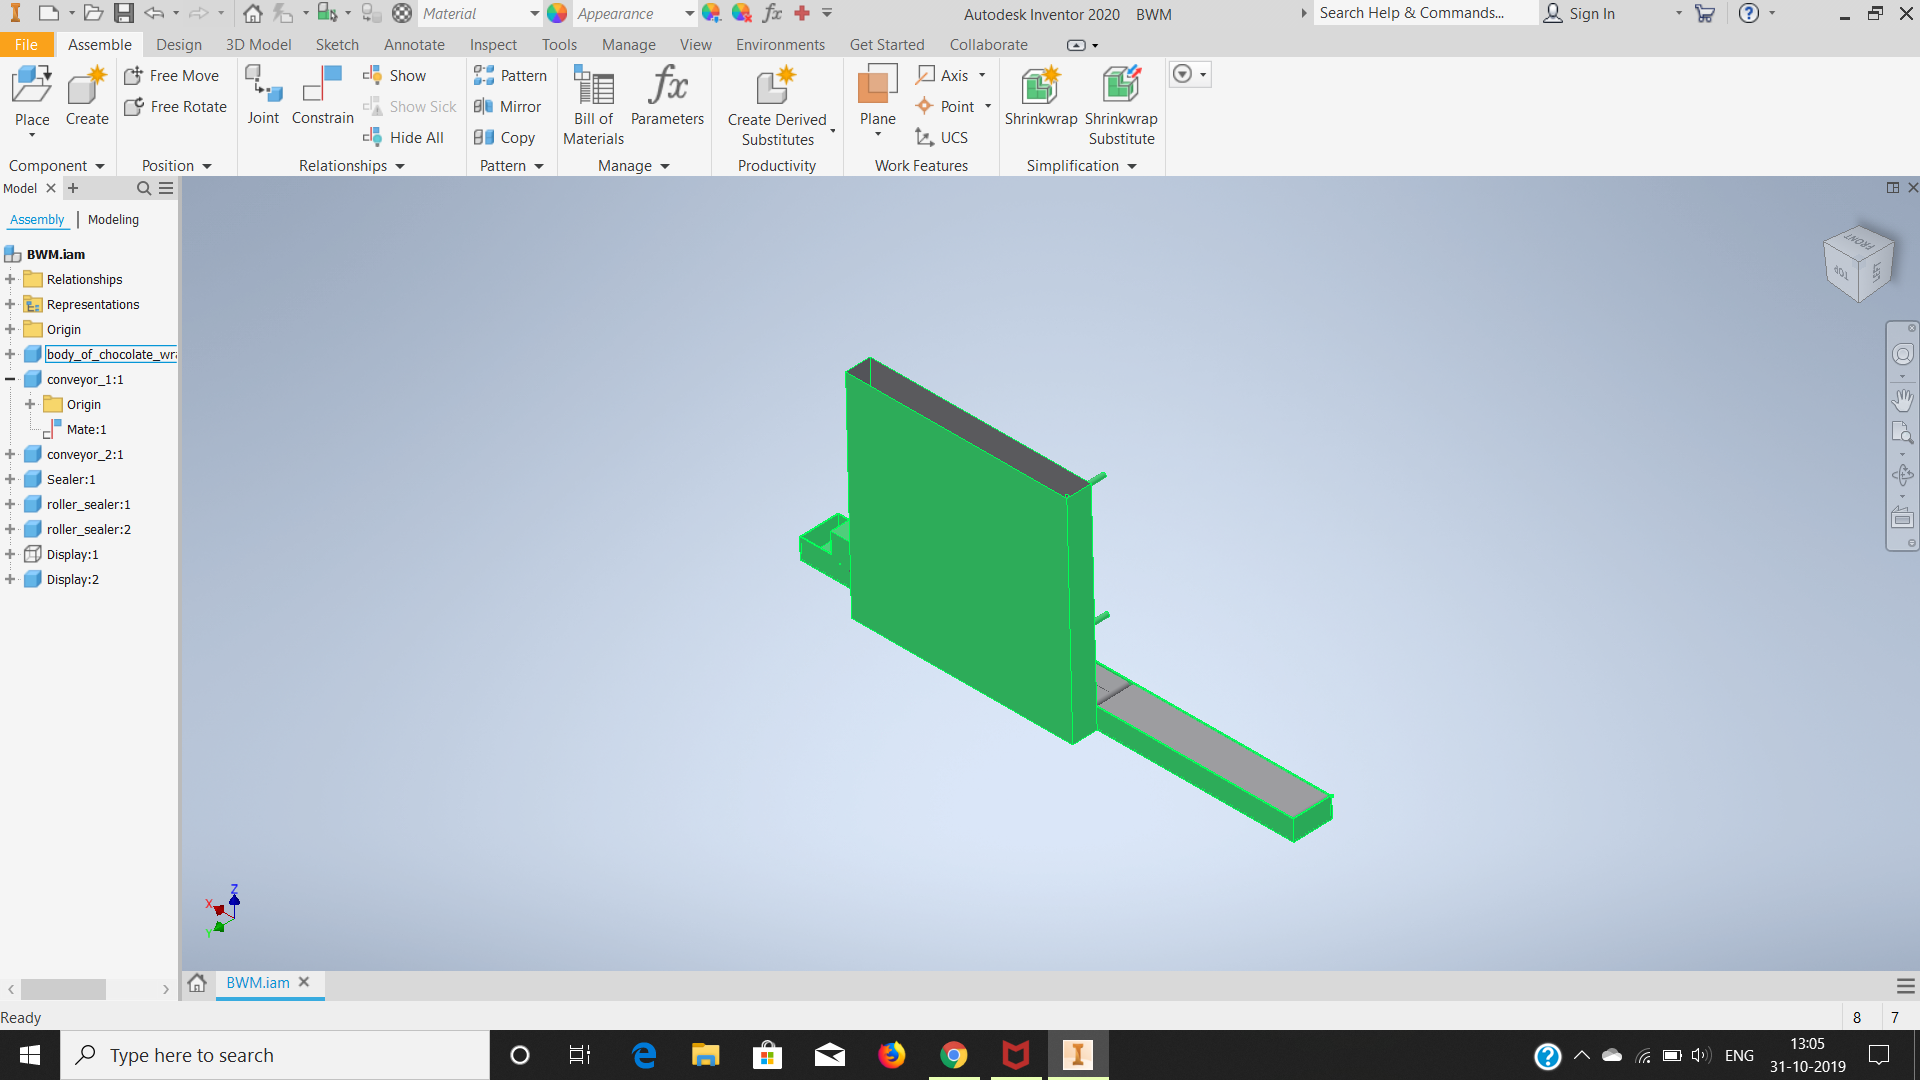 Material
Appearance
Autodesk Inventor 2020 BWM
Search Help & Commands...
Sign In
File Assemble Design 3D Model Sketch Annotate Inspect Tools Manage View Environments Get Started Collaborate
Place
Create
Component
Free Move
Free Rotate
Position
Joint
Constrain
Show
Show Sick
Hide All
Relationships
Pattern
Mirror
Copy
Pattern
Bill of
Materials
Parameters
Manage
Create Derived
Substitutes
Productivity
Plane
Axis
Point
UCS
Work Features
Shrinkwrap
Shrinkwrap
Substitute
Simplification
Model
Assembly | Modeling
BWM.iam
Relationships
Representations
Origin
body_of_chocolate_wra
conveyor_1:1
Origin
Mate:1
conveyor_2:1
Sealer:1
roller_sealer:1
roller_sealer:2
Display:1
Display:2
FRONT
TOP
Z
X
Y
BWM.iam
Ready
8 7
Type here to search
ENG
13:05
31-10-2019